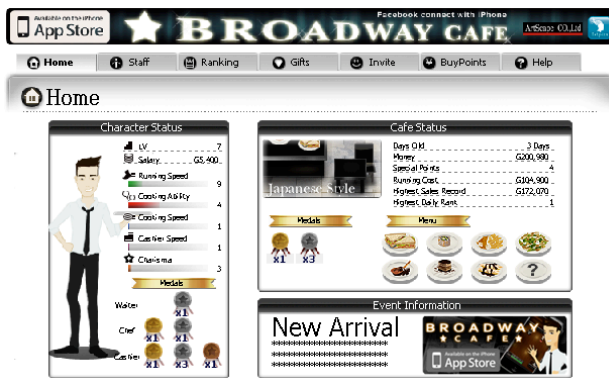 Available on the iPhone
App Store
BROADWAY CAFE
Facebook connect with iPhone
ArtScape CO.,Ltd
Home
Staff
Ranking
Gifts
Invite
BuyPoints
Help
Home
Character Status
LV 7
Salary G5,400
Running Speed
9
Cooking Ability
4
Cooking Speed
1
Cashier Speed
1
Charisma
3
Medals
Waiter
x1
Chef
x1 x1
Cashier
x1 x3 x1
Cafe Status
Japanese Style
Days Old 3 Days
Money G200,980
Special Points 4
Running Cost G104,900
Highest Sales Record G172,070
Highest Daily Rank 1
Medals
x1 x3
Menu
?
Event Information
New Arrival
BROADWAY
CAFE
Available on the iPhone
App Store